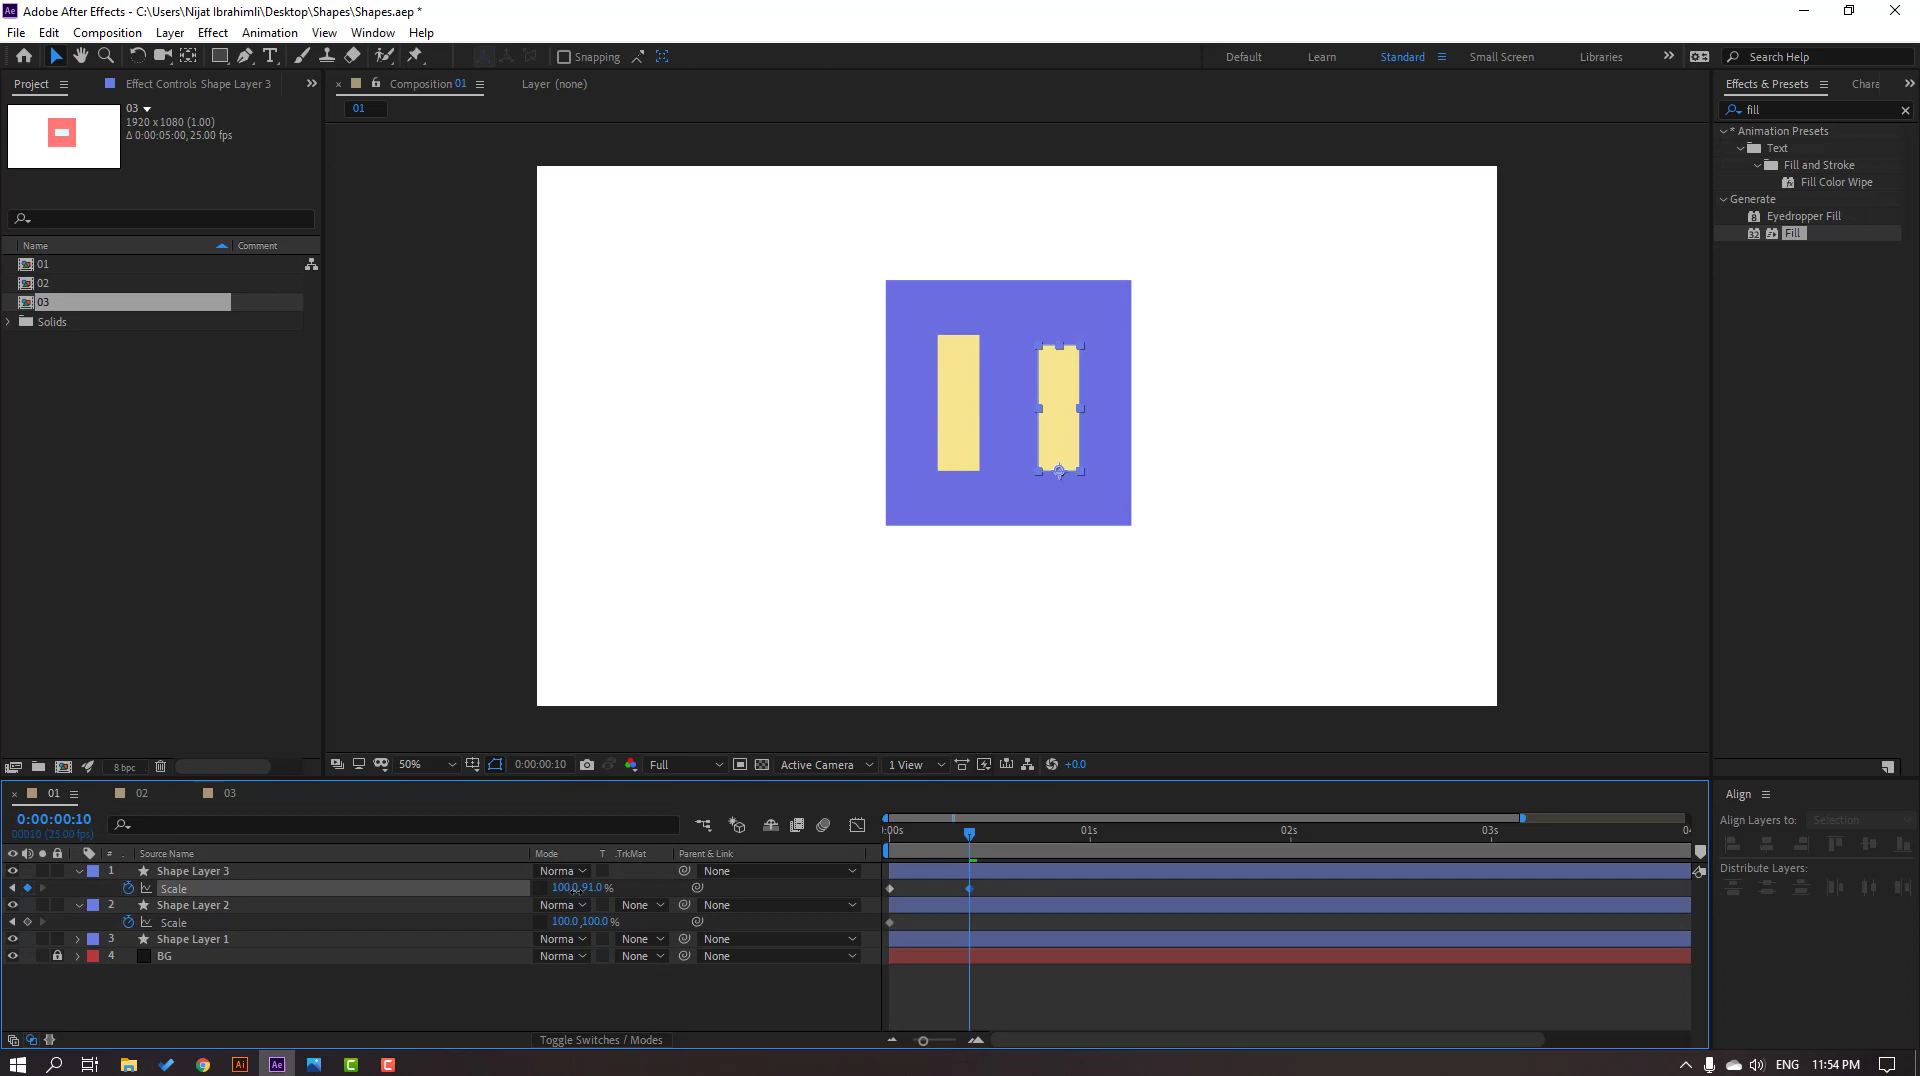 Adobe After Effects - C:\Users\Nijat Ibrahimli\Desktop\Shapes\Shapes.aep *
File Edit Composition Layer Effect Animation View Window Help
Snapping
Default Learn Standard Small Screen Libraries Search Help
Project Effect Controls Shape Layer 3
Composition 01 Layer (none)
Effects & Presets Chara
03
1920 x 1080 (1.00)
Δ 0:00:05:00, 25.00 fps
01
fill
* Animation Presets
Text
Fill and Stroke
Fill Color Wipe
Generate
Eyedropper Fill
Fill
Name Comment
01
02
03
Solids
8 bpc
50% 0:00:00:10 Full Active Camera 1 View +0.0
01 02 03
0:00:00:10
00010 (25.00 fps)
:00s 01s 02s 03s 0
# Source Name Mode T .TrkMat Parent & Link
1 Shape Layer 3 Norma None
Scale 100.0, 91.0 %
2 Shape Layer 2 Norma None None
Scale 100.0, 100.0 %
3 Shape Layer 1 Norma None None
4 BG Norma None None
Toggle Switches / Modes
Align
Align Layers to: Selection
Distribute Layers:
ENG 11:54 PM